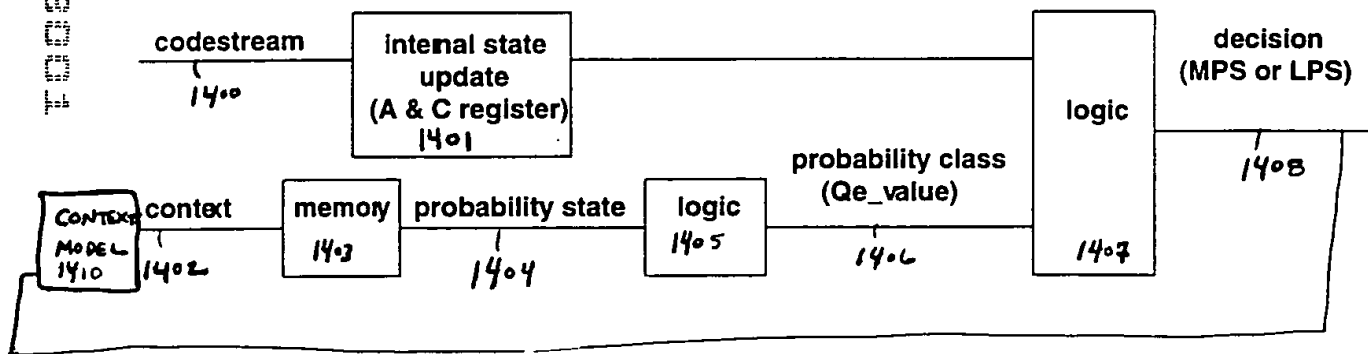 codestream
1400
internal state
update
(A & C register)
1401
logic
1407
decision
(MPS or LPS)
1408
CONTEXT
MODEL
1410
context
1402
memory
1403
probability state
1404
logic
1405
probability class
(Qe_value)
1406